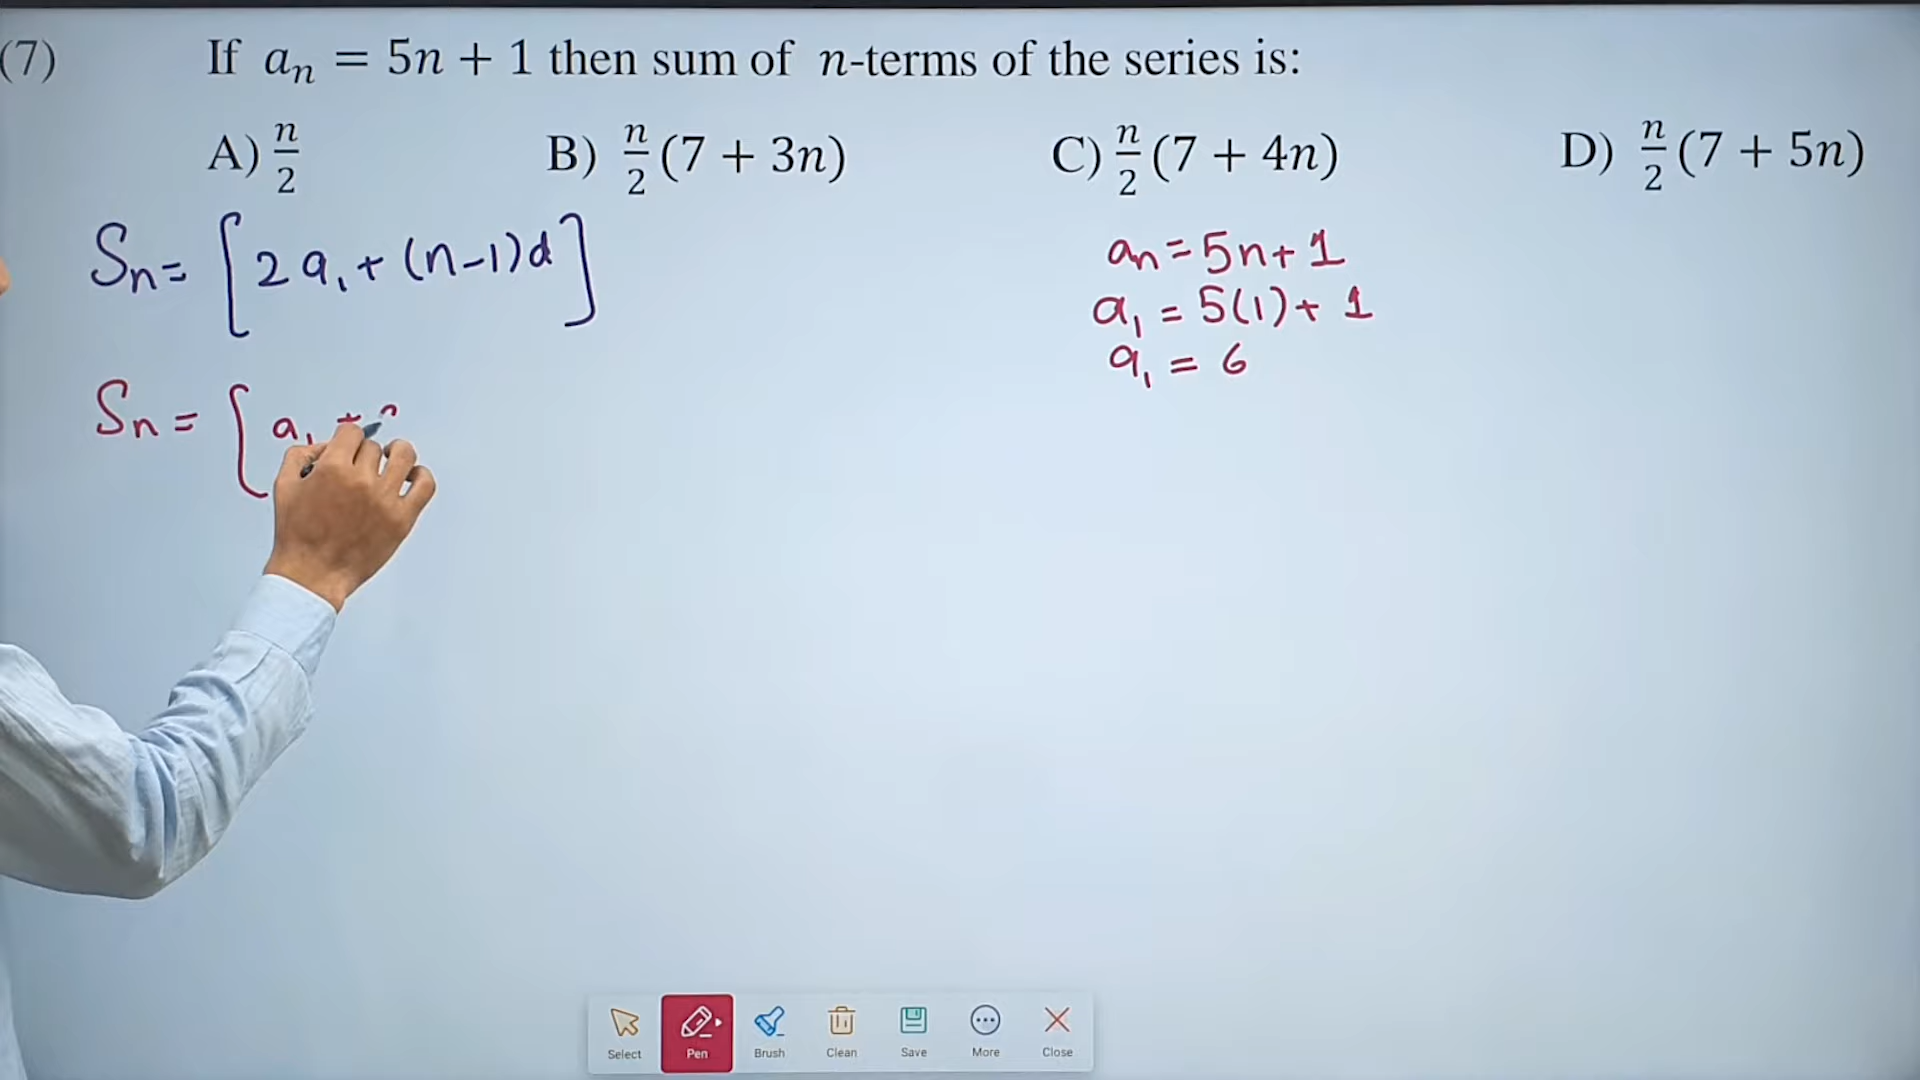 (7) If aₙ = 5n + 1 then sum of n-terms of the series is:
A) n/2 B) n/2 (7 + 3n) C) n/2 (7 + 4n) D) n/2 (7 + 5n)
Sₙ = [2a₁ + (n-1)d]
aₙ = 5n + 1
a₁ = 5(1) + 1
a₁ = 6
Sₙ = [a₁ +
Select Pen Brush Clean Save More Close